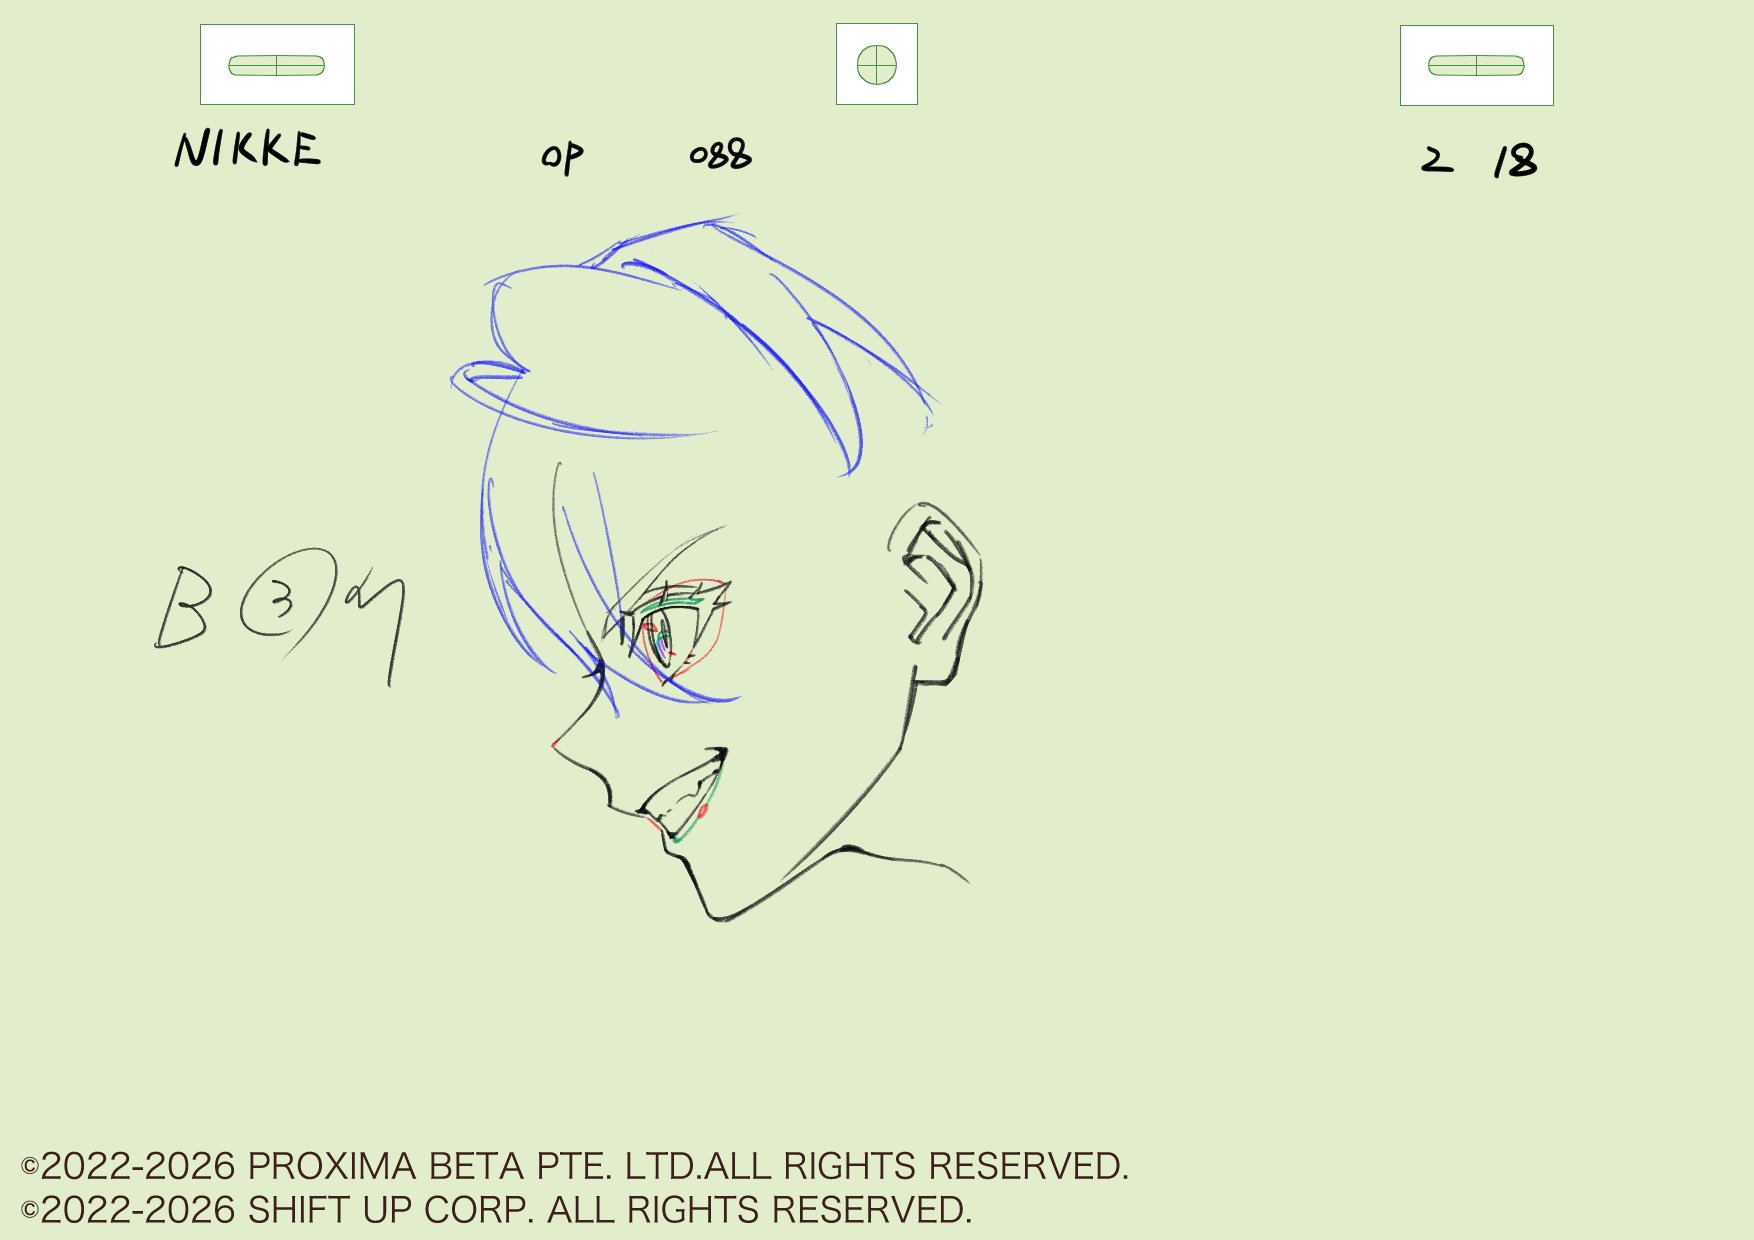 NIKKE OP 088 2 18
B ③
©2022-2026 PROXIMA BETA PTE. LTD.ALL RIGHTS RESERVED.
©2022-2026 SHIFT UP CORP. ALL RIGHTS RESERVED.